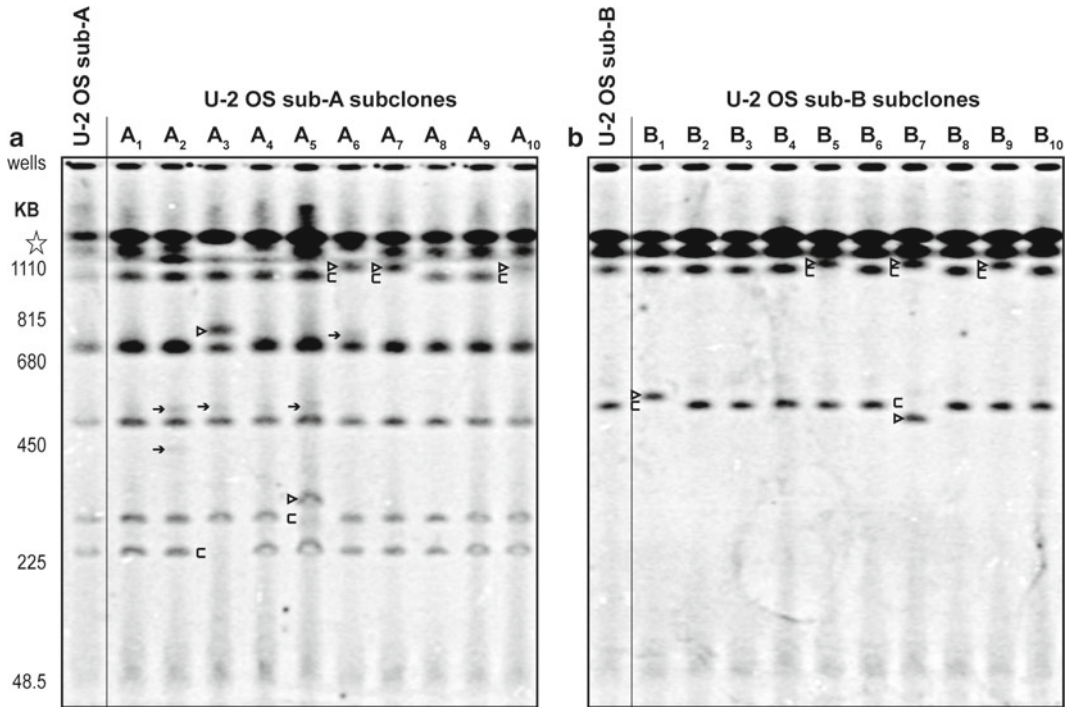 U-2 OS sub-A
U-2 OS sub-A subclones
a
A1 A2 A3 A4 A5 A6 A7 A8 A9 A10
wells
KB
1110
815
680
450
225
48.5
U-2 OS sub-B
U-2 OS sub-B subclones
b
B1 B2 B3 B4 B5 B6 B7 B8 B9 B10